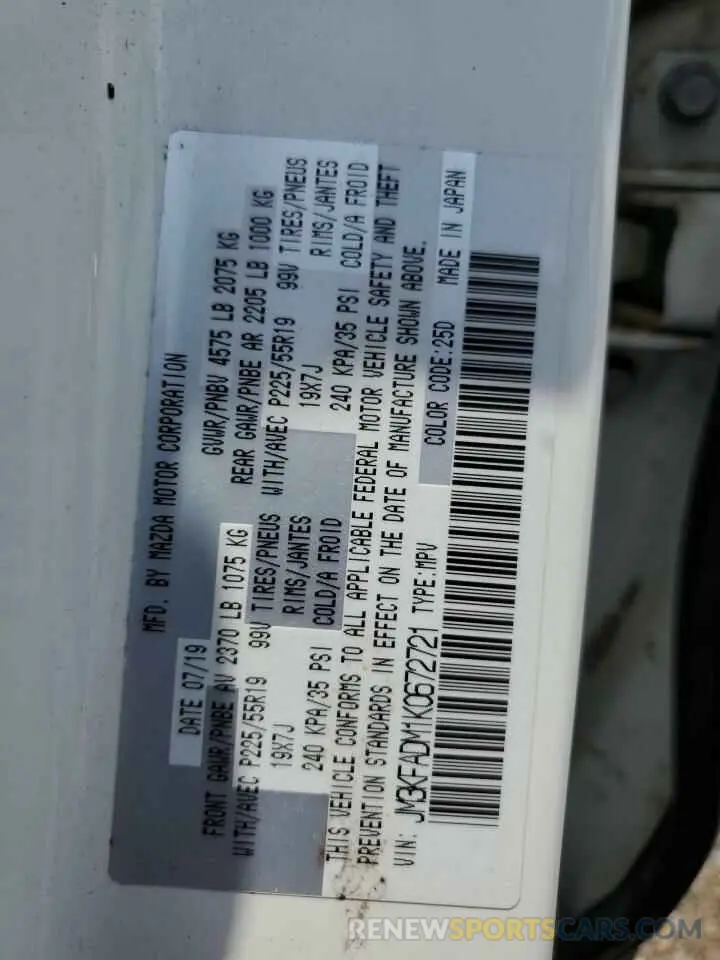 MFD. BY MAZDA MOTOR CORPORATION
DATE 07/19
GVWR/PNBV 4575 LB 2075 KG
FRONT GAWR/PNBE AV 2370 LB 1075 KG
REAR GAWR/PNBE AR 2205 LB 1000 KG
WITH/AVEC P225/55R19 99V TIRES/PNEUS
WITH/AVEC P225/55R19 99V TIRES/PNEUS
19X7J RIMS/JANTES
19X7J RIMS/JANTES
240 KPA/35 PSI COLD/A FROID
240 KPA/35 PSI COLD/A FROID
THIS VEHICLE CONFORMS TO ALL APPLICABLE FEDERAL MOTOR VEHICLE SAFETY AND THEFT
PREVENTION STANDARDS IN EFFECT ON THE DATE OF MANUFACTURE SHOWN ABOVE.
VIN: JM3KFADM1K0672721 TYPE:MPV
COLOR CODE:25D MADE IN JAPAN
RENEWSPORTSCARS.COM